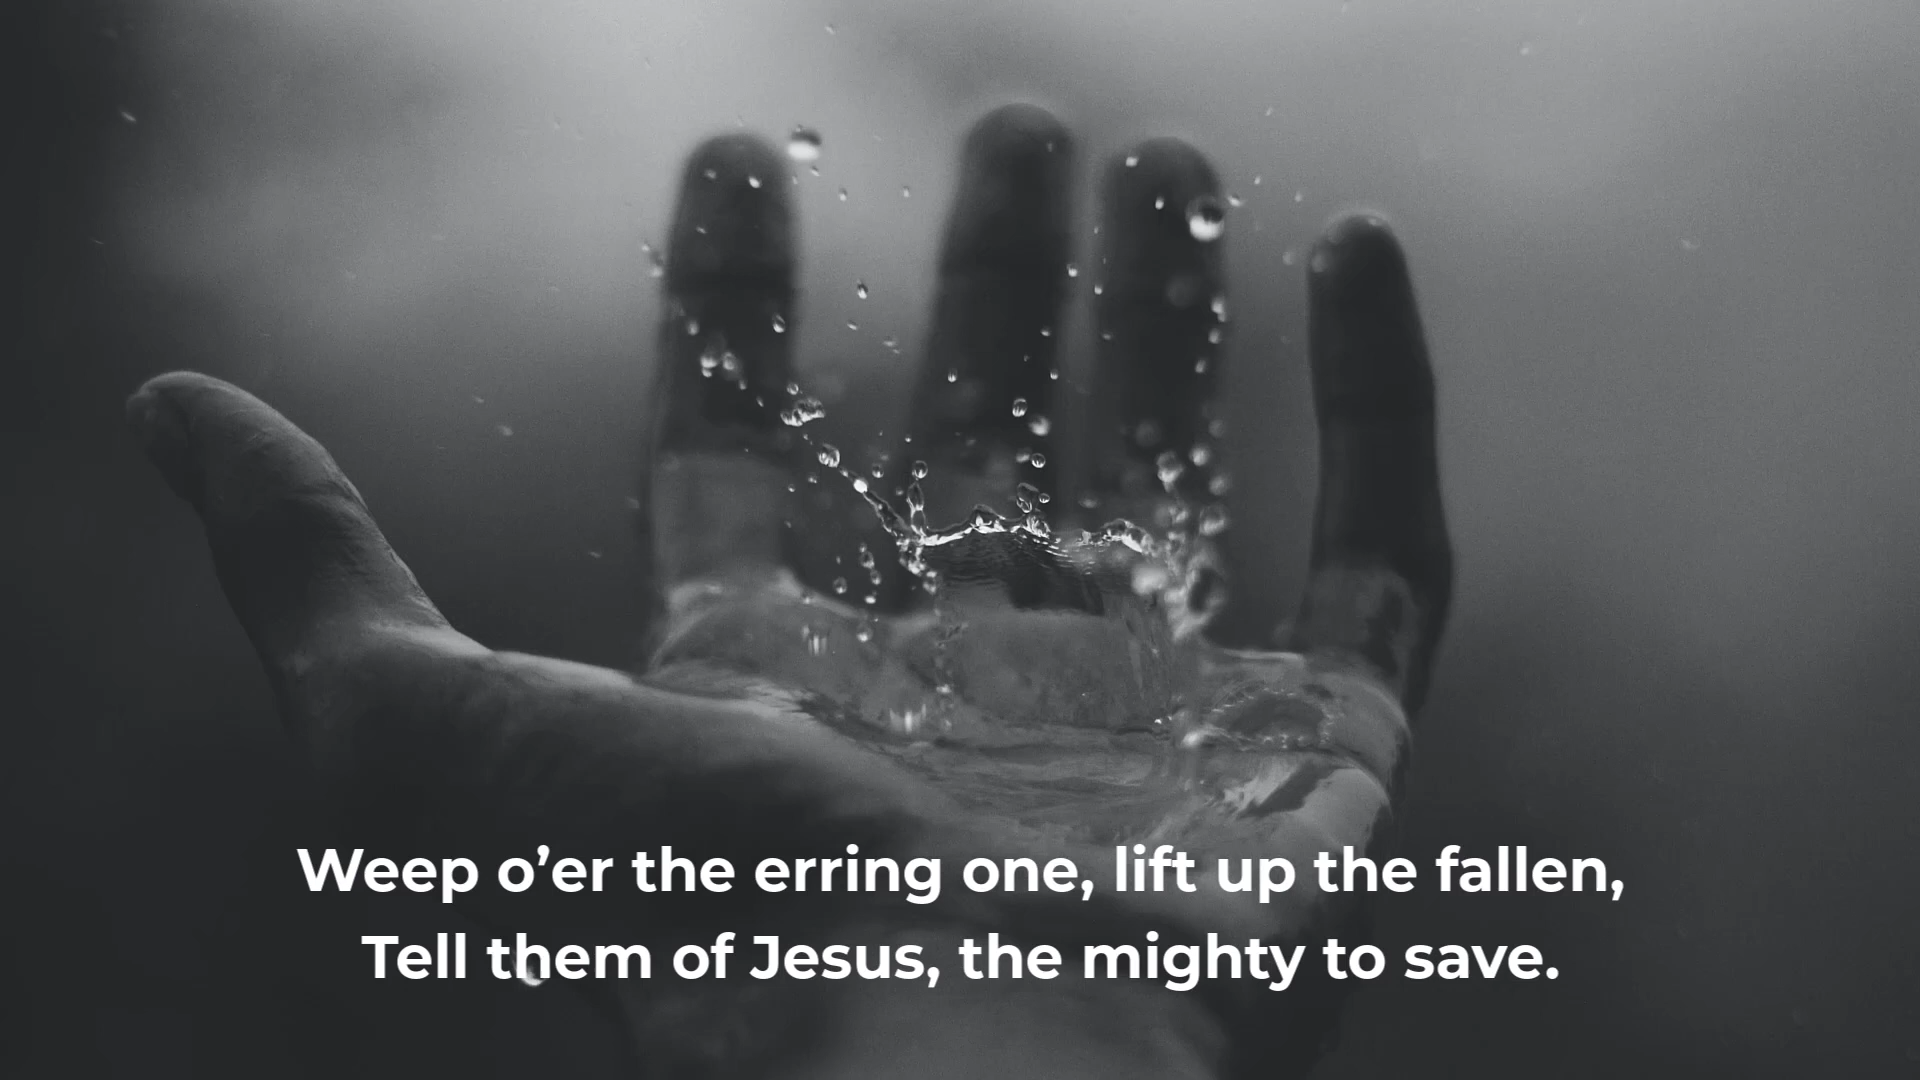 Weep o’er the erring one, lift up the fallen,
Tell them of Jesus, the mighty to save.